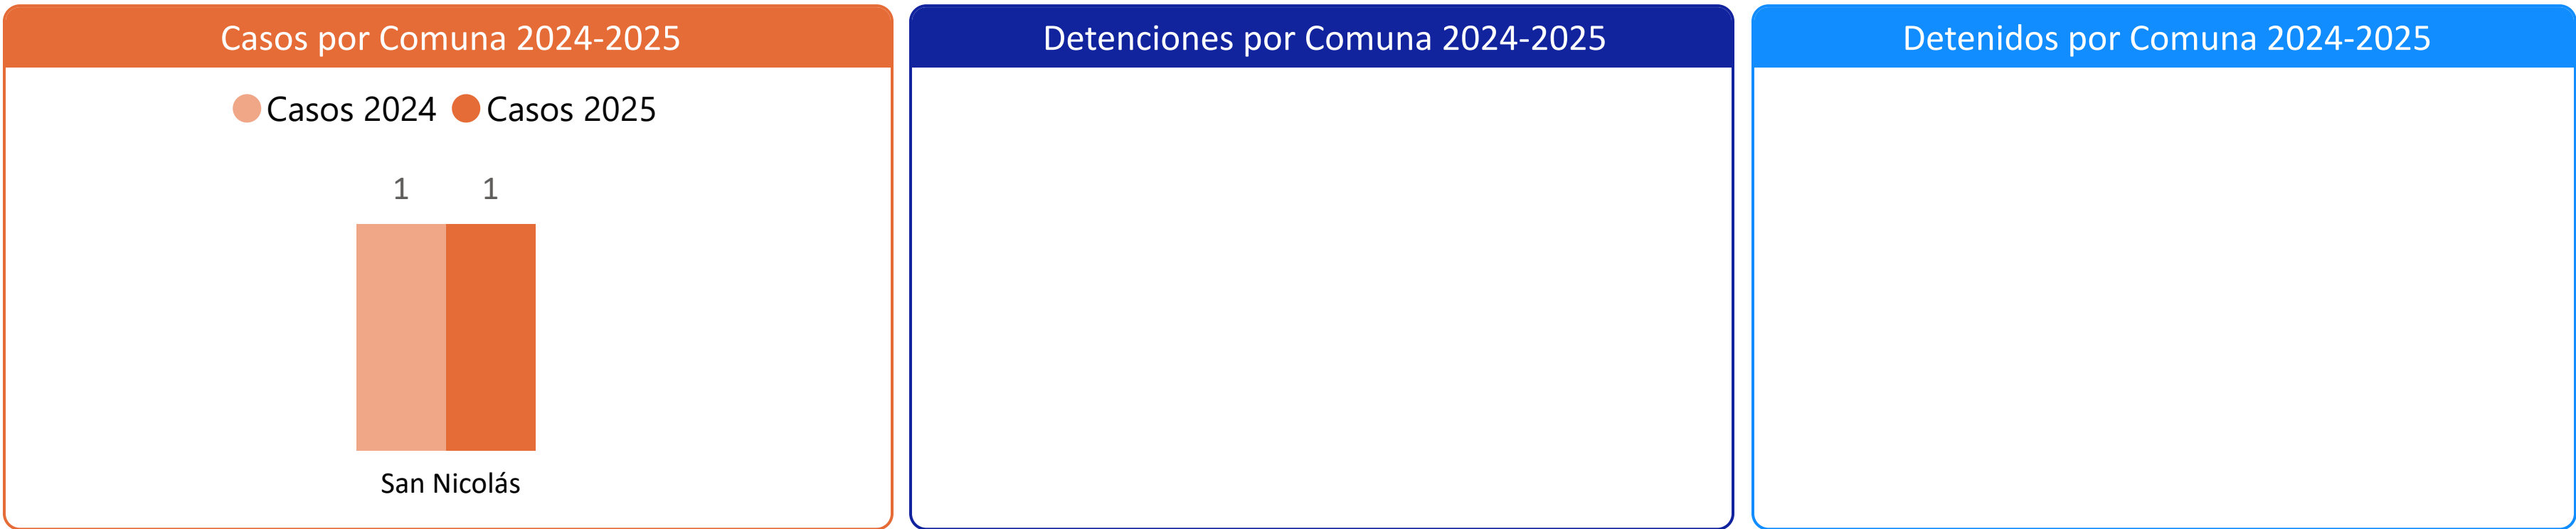 Casos por Comuna 2024-2025
Casos 2024 Casos 2025
1 1
San Nicolás
Detenciones por Comuna 2024-2025
Detenidos por Comuna 2024-2025